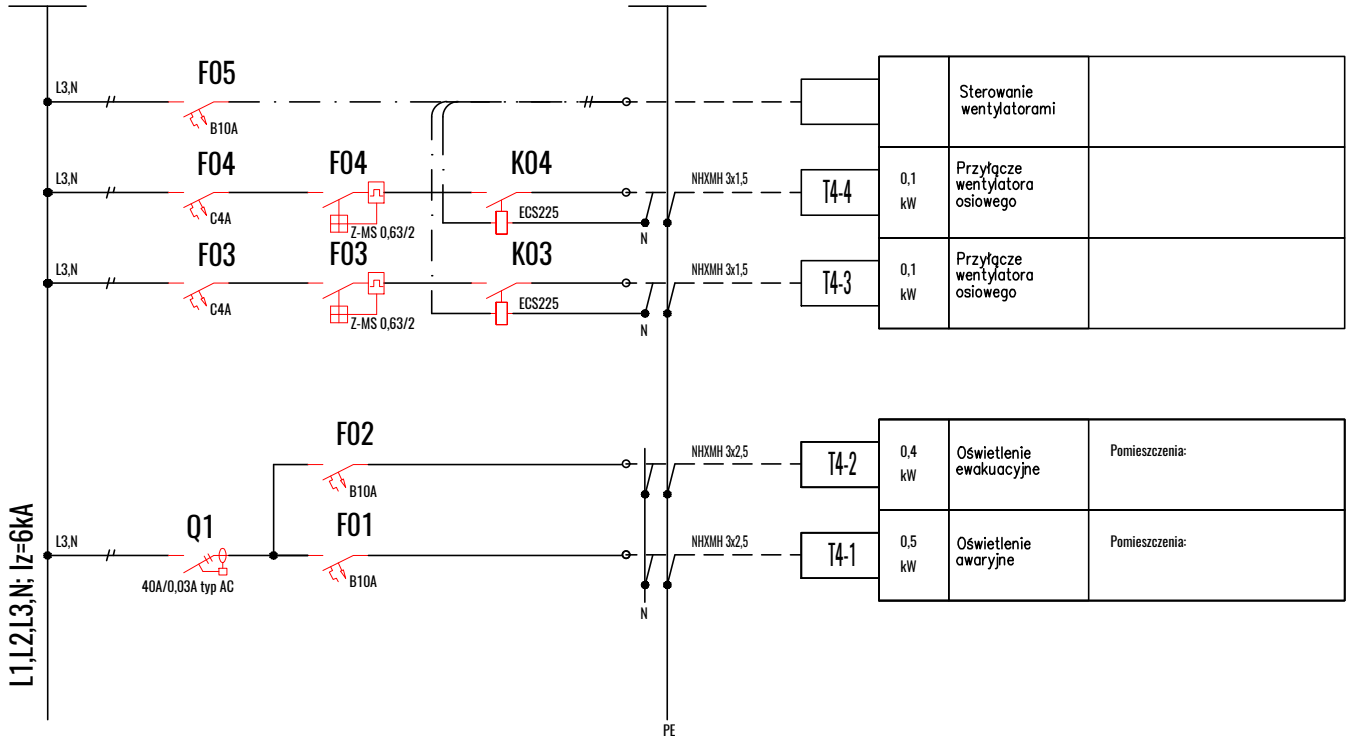 F05
L3,N
B10A
Sterowanie
wentylatorami
F04
F04
K04
L3,N
C4A
Z-MS 0,63/2
ECS225
N
NHXMH 3x1,5
T4-4
0,1
kW
Przyłącze
wentylatora
osiowego
F03
F03
K03
L3,N
C4A
Z-MS 0,63/2
ECS225
N
NHXMH 3x1,5
T4-3
0,1
kW
Przyłącze
wentylatora
osiowego
F02
B10A
NHXMH 3x2,5
T4-2
0,4
kW
Oświetlenie
ewakuacyjne
Pomieszczenia:
L1,L2,L3,N; Iz=6kA
L3,N
Q1
40A/0,03A typ AC
F01
B10A
N
NHXMH 3x2,5
T4-1
0,5
kW
Oświetlenie
awaryjne
Pomieszczenia:
PE